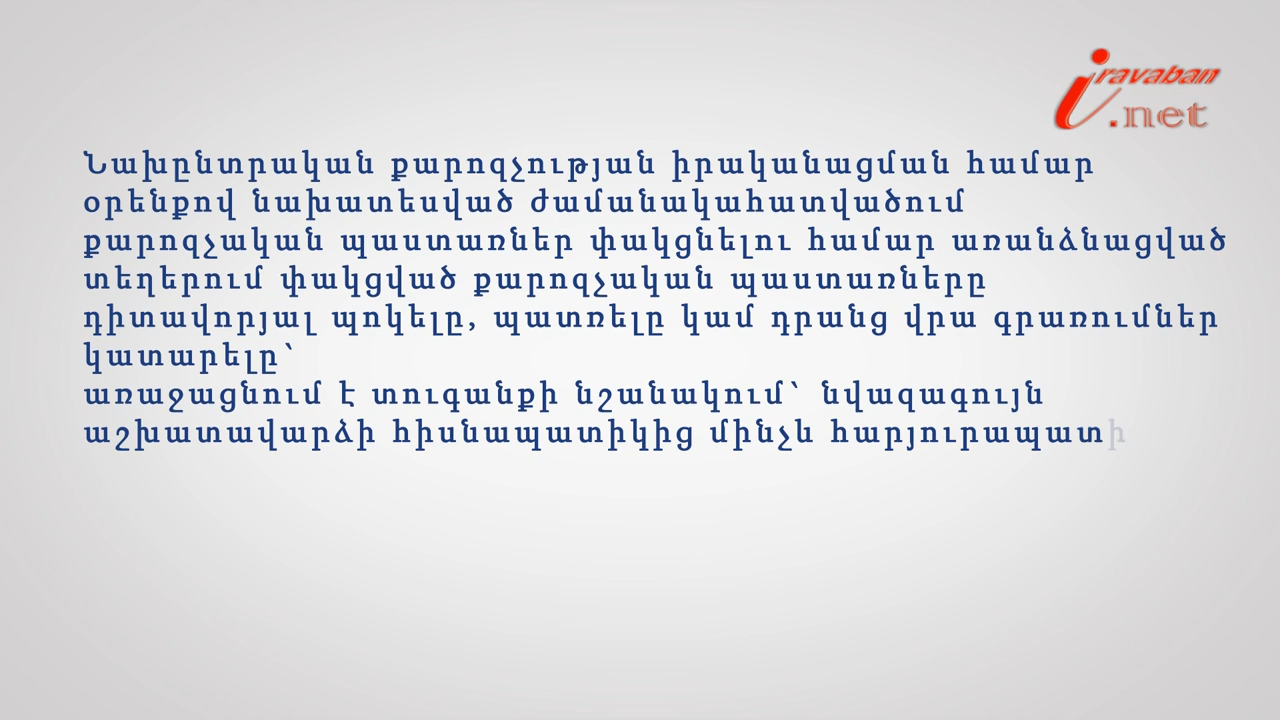 iravaban
.net
Նախընտրական քարոզչության իրականացման համար
օրենքով նախատեսված ժամանակահատվածում
քարոզչական պաստառներ փակցնելու համար առանձնացված
տեղերում փակցված քարոզչական պաստառները
դիտավորյալ պոկելը, պատռելը կամ դրանց վրա գրառումներ
կատարելը՝
առաջացնում է տուգանքի նշանակում՝ նվազագույն
աշխատավարձի հիսնապատիկից մինչև հարյուրապատի